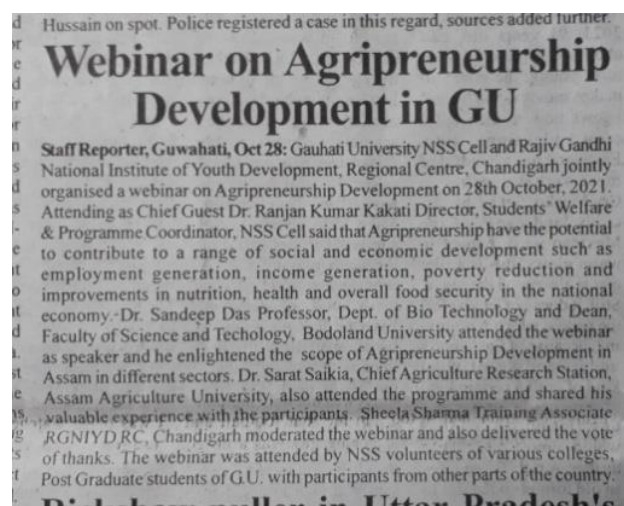 Hussain on spot. Police registered a case in this regard, sources added further.
Webinar on Agripreneurship
Development in GU
Staff Reporter, Guwahati, Oct 28: Gauhati University NSS Cell and Rajiv Gandhi
National Institute of Youth Development, Regional Centre, Chandigarh jointly
organised a webinar on Agripreneurship Development on 28th October, 2021.
Attending as Chief Guest Dr. Ranjan Kumar Kakati Director, Students' Welfare
& Programme Coordinator, NSS Cell said that Agripreneurship have the potential
to contribute to a range of social and economic development such as
employment generation, income generation, poverty reduction and
improvements in nutrition, health and overall food security in the national
economy. Dr. Sandeep Das Professor, Dept. of Bio Technology and Dean,
Faculty of Science and Techology, Bodoland University attended the webinar
as speaker and he enlightened the scope of Agripreneurship Development in
Assam in different sectors. Dr. Sarat Saikia, Chief Agriculture Research Station,
Assam Agriculture University, also attended the programme and shared his
valuable experience with the participants. Sheela Sharma Training Associate
RGNIYD,RC, Chandigarh moderated the webinar and also delivered the vote
of thanks. The webinar was attended by NSS volunteers of various colleges,
Post Graduate students of G.U. with participants from other parts of the country.
in Uttar Pradesh's